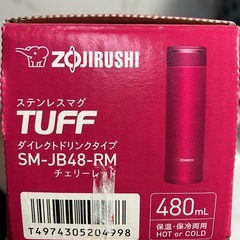 ZOJIRUSHI
ステンレスマグ
TUFF
ダイレクトドリンクタイプ
SM-JB48-RM
チェリーレッド
480mL
保温・保冷両用
HOT or COLD
T4974305204998